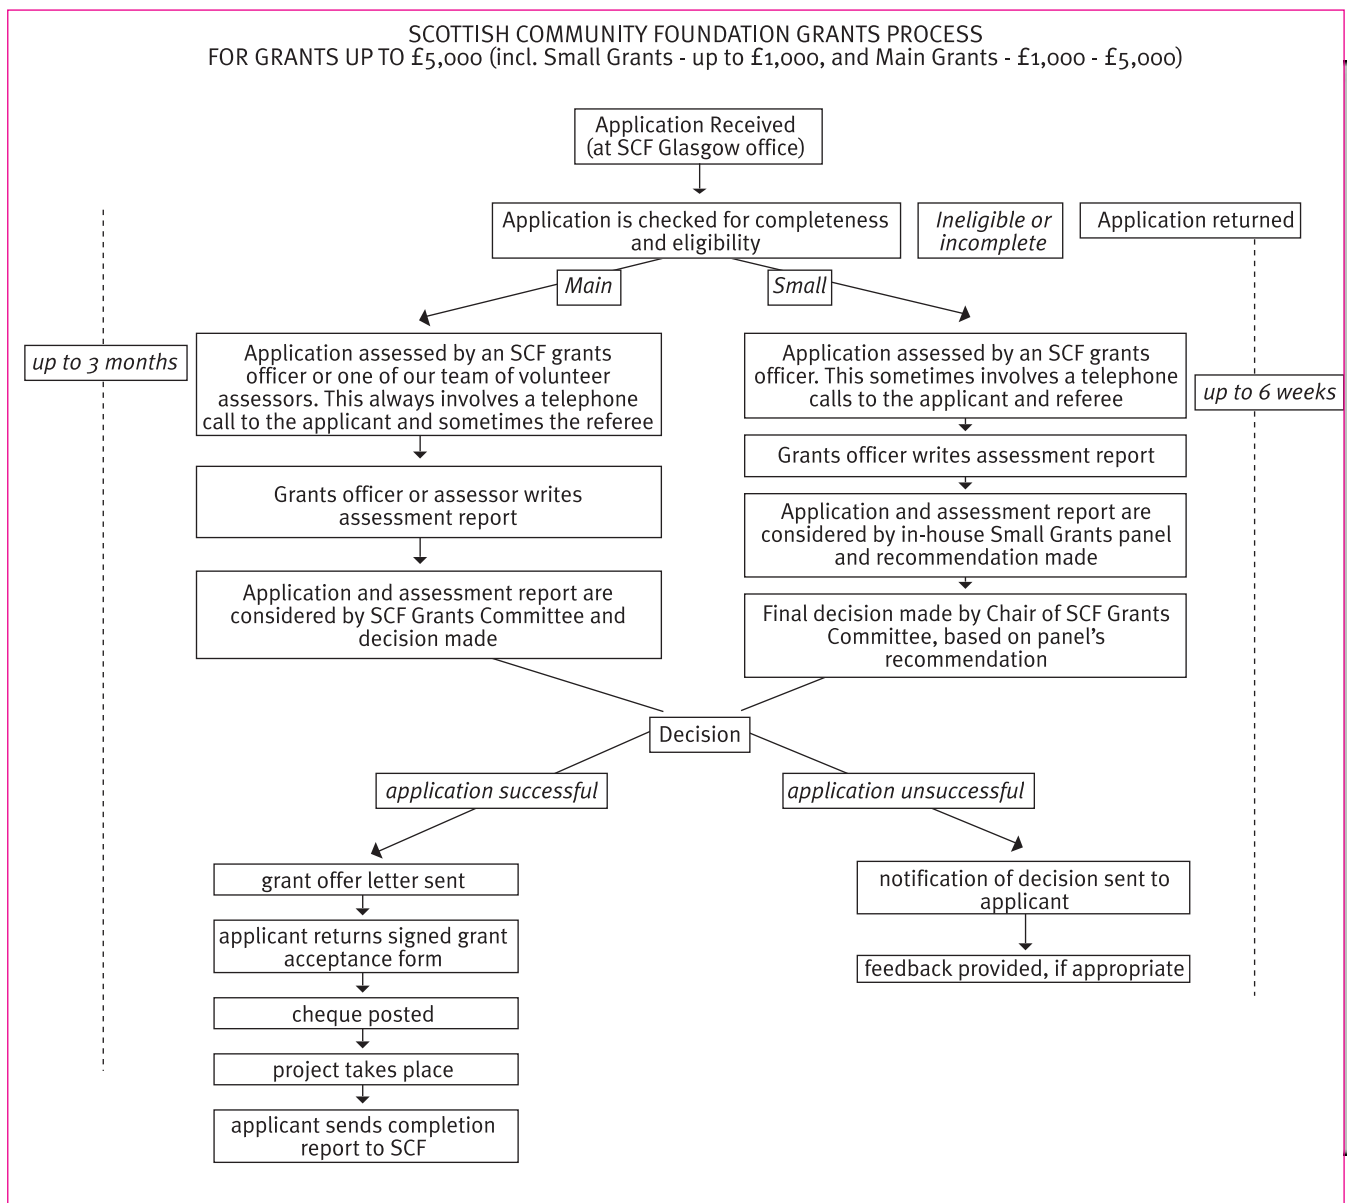 SCOTTISH COMMUNITY FOUNDATION GRANTS PROCESS
FOR GRANTS UP TO £5,000 (incl. Small Grants - up to £1,000, and Main Grants - £1,000 - £5,000)
Application Received
(at SCF Glasgow office)
Application is checked for completeness
and eligibility
Ineligible or
incomplete
Application returned
Main
Small
up to 3 months
Application assessed by an SCF grants
officer or one of our team of volunteer
assessors. This always involves a telephone
call to the applicant and sometimes the referee
Application assessed by an SCF grants
officer. This sometimes involves a telephone
calls to the applicant and referee
up to 6 weeks
Grants officer or assessor writes
assessment report
Grants officer writes assessment report
Application and assessment report are
considered by in-house Small Grants panel
and recommendation made
Application and assessment report are
considered by SCF Grants Committee and
decision made
Final decision made by Chair of SCF Grants
Committee, based on panel's
recommendation
Decision
application successful
application unsuccessful
grant offer letter sent
applicant returns signed grant
acceptance form
cheque posted
project takes place
applicant sends completion
report to SCF
notification of decision sent to
applicant
feedback provided, if appropriate